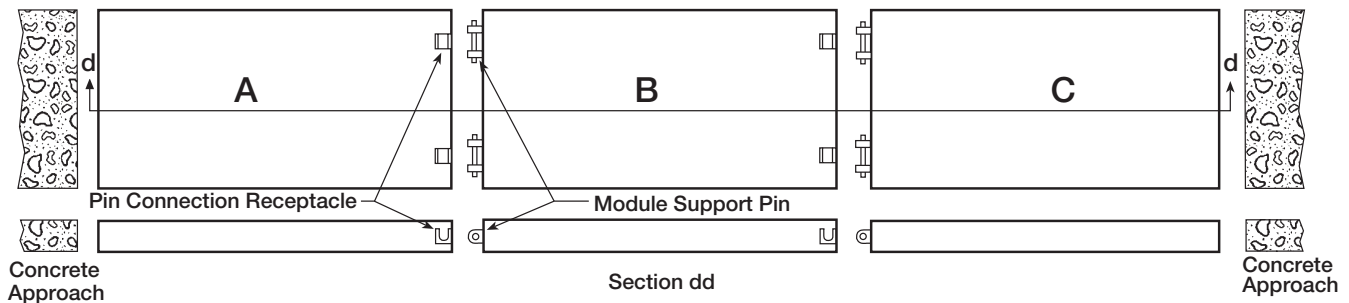 d
d
A
B
C
Pin Connection Receptacle
Module Support Pin
Concrete
Approach
Section dd
Concrete
Approach